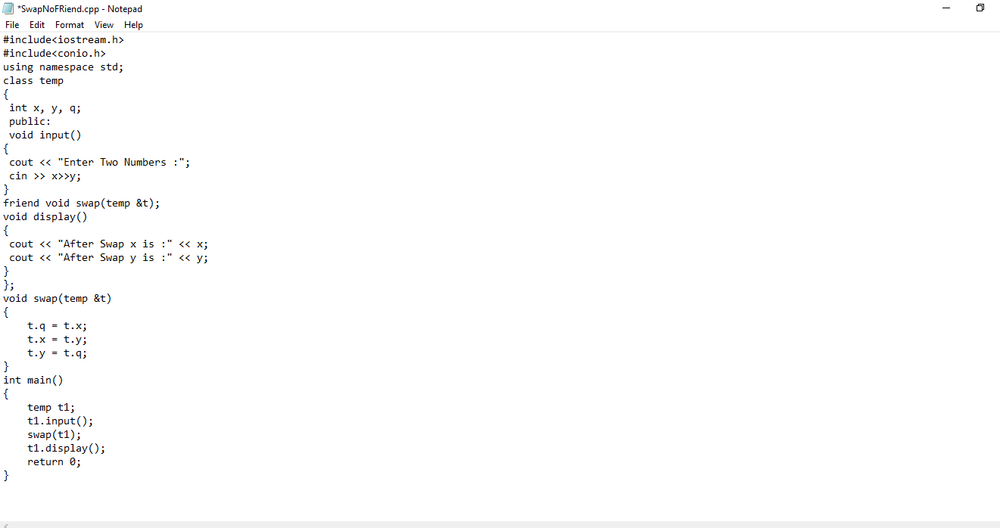 *SwapNoFRiend.cpp - Notepad
File Edit Format View Help
#include<iostream.h>
#include<conio.h>
using namespace std;
class temp
{
 int x, y, q;
 public:
 void input()
{
 cout << "Enter Two Numbers :";
 cin >> x>>y;
}
friend void swap(temp &t);
void display()
{
 cout << "After Swap x is :" << x;
 cout << "After Swap y is :" << y;
}
};
void swap(temp &t)
{
    t.q = t.x;
    t.x = t.y;
    t.y = t.q;
}
int main()
{
    temp t1;
    t1.input();
    swap(t1);
    t1.display();
    return 0;
}